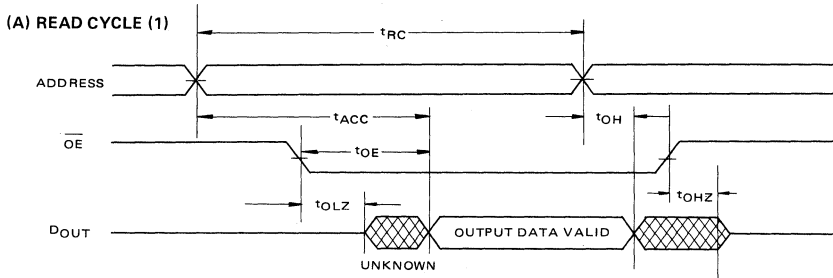 (A) READ CYCLE (1)
tRC
ADDRESS
tACC
tOH
OE
tOE
tOHZ
tOLZ
DOUT
OUTPUT DATA VALID
UNKNOWN